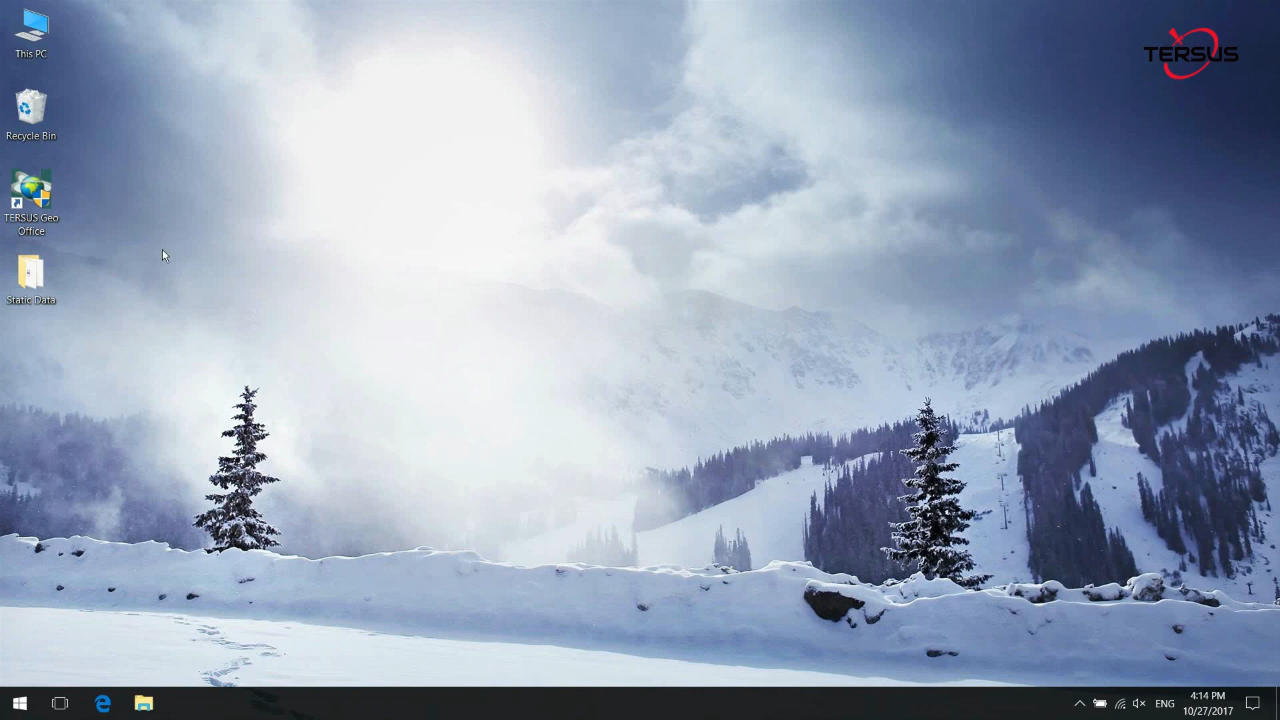 This PC
TERSUS
Recycle Bin
TERSUS Geo
Office
Static Data
ENG
4:14 PM
10/27/2017